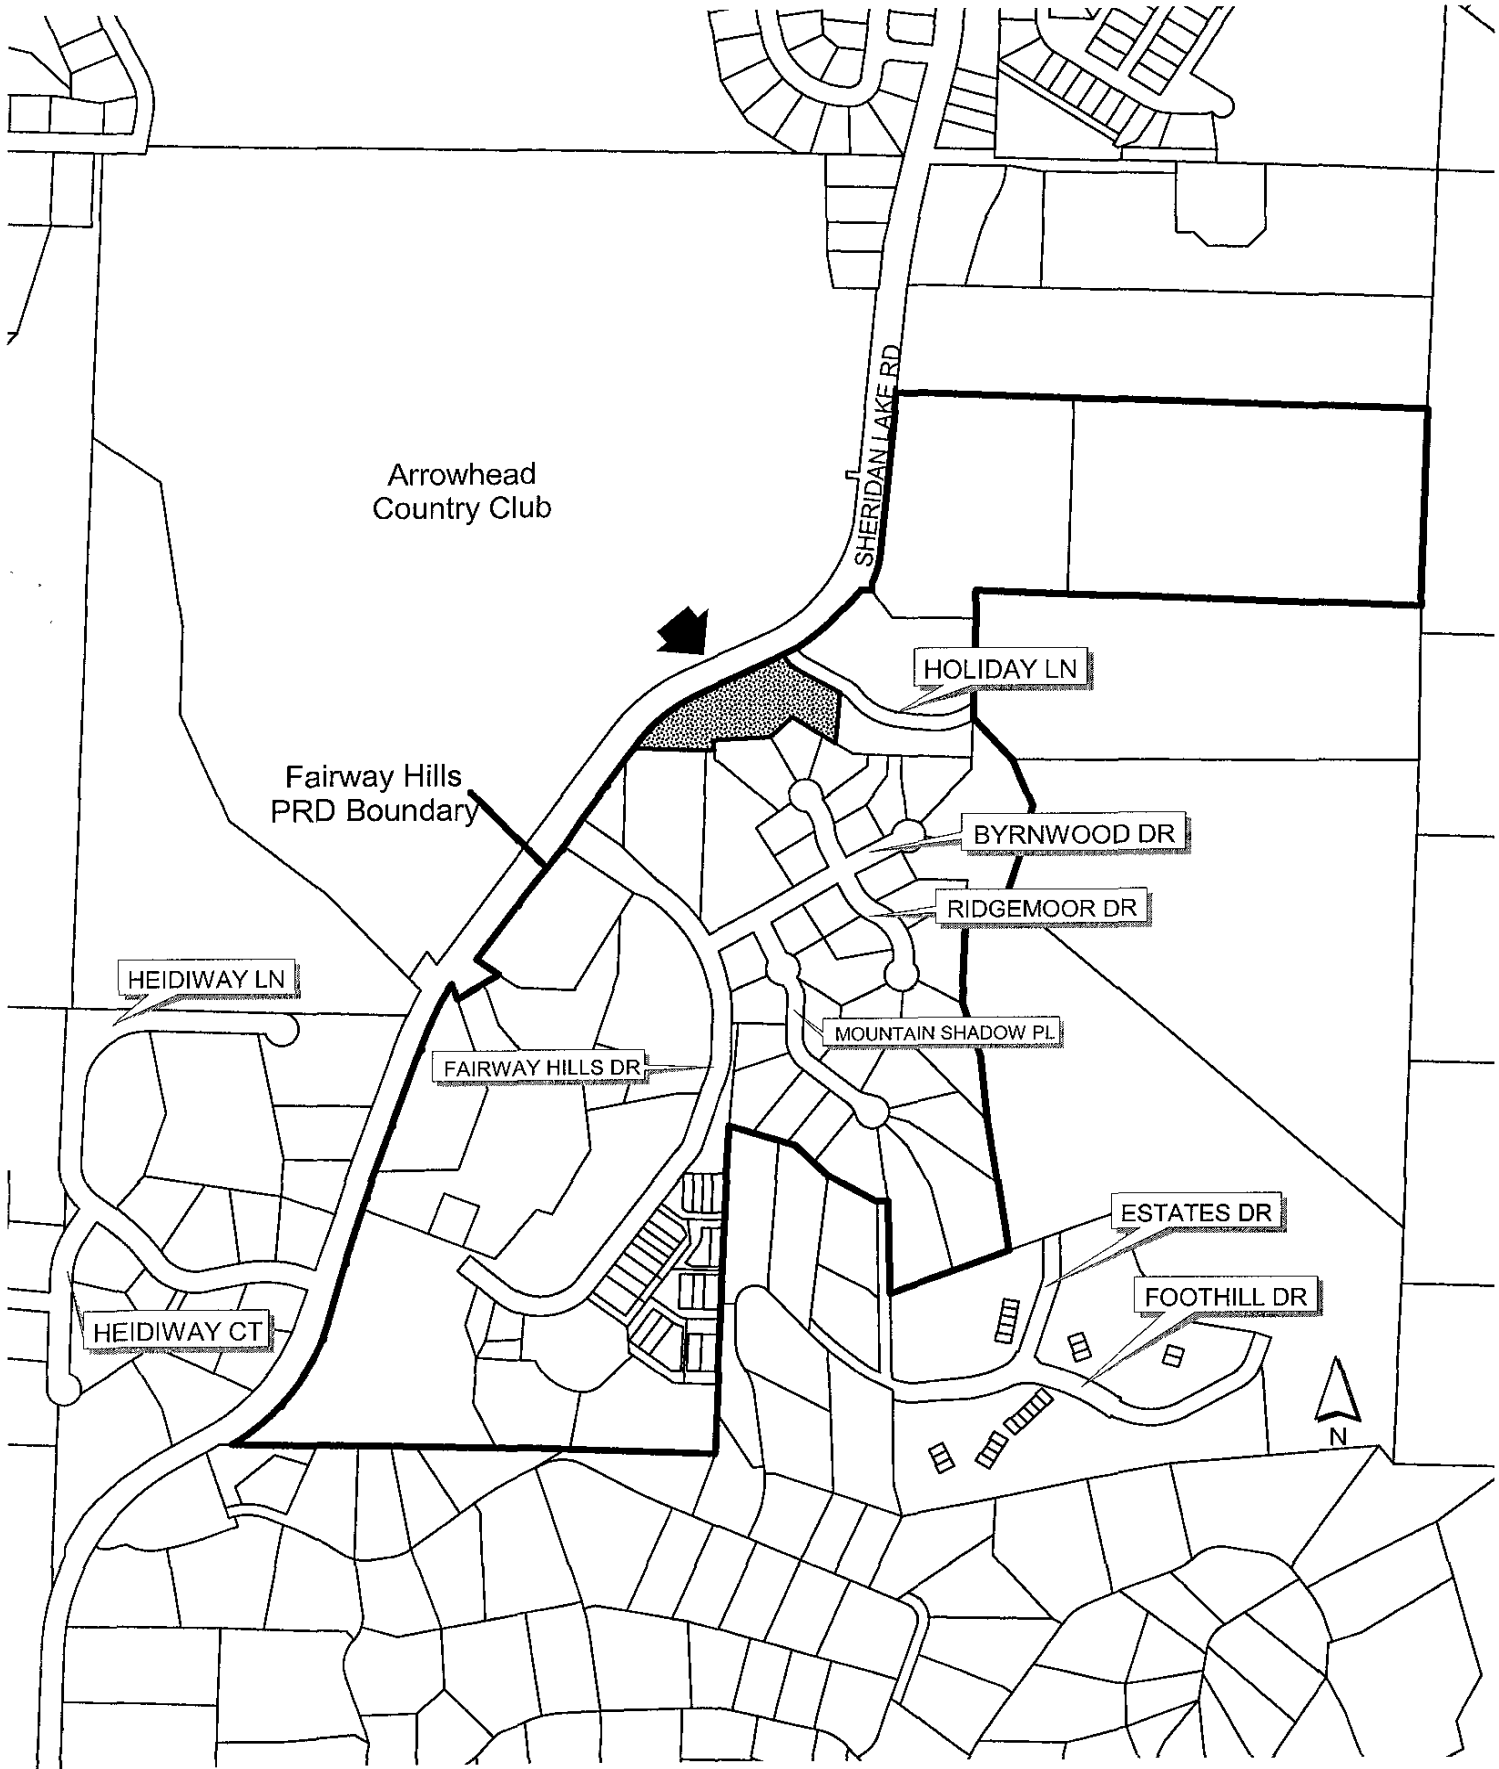 SHERIDAN LAKE RD
Arrowhead
Country Club
HOLIDAY LN
Fairway Hills
PRD Boundary
BYRNWOOD DR
RIDGEMOOR DR
HEIDIWAY LN
MOUNTAIN SHADOW PL
FAIRWAY HILLS DR
ESTATES DR
FOOTHILL DR
HEIDIWAY CT
N